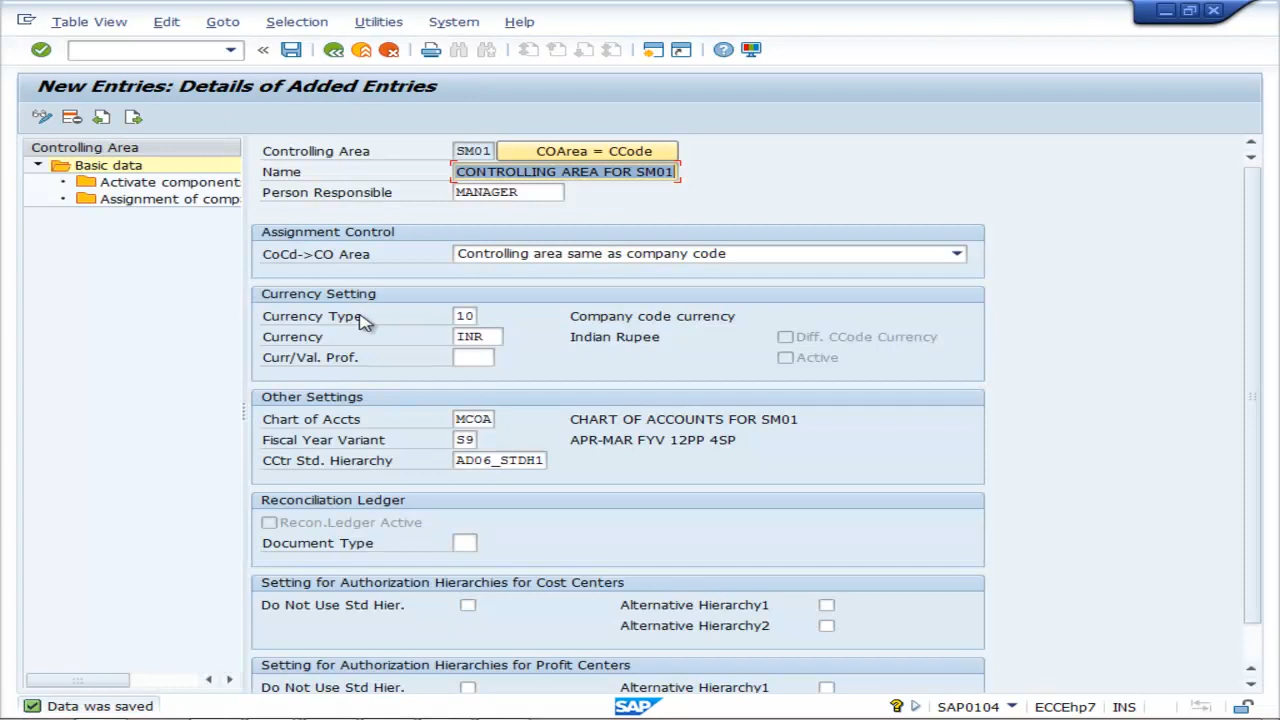 Table View Edit Goto Selection Utilities System Help
New Entries: Details of Added Entries
Controlling Area
Basic data
Activate component
Assignment of comp
Controlling Area SM01 COArea = CCode
Name CONTROLLING AREA FOR SM01
Person Responsible MANAGER
Assignment Control
CoCd->CO Area Controlling area same as company code
Currency Setting
Currency Type 10 Company code currency
Currency INR Indian Rupee Diff. CCode Currency
Curr/Val. Prof. Active
Other Settings
Chart of Accts MCOA CHART OF ACCOUNTS FOR SM01
Fiscal Year Variant S9 APR-MAR FYV 12PP 4SP
CCtr Std. Hierarchy AD06_STDH1
Reconciliation Ledger
Recon.Ledger Active
Document Type
Setting for Authorization Hierarchies for Cost Centers
Do Not Use Std Hier. Alternative Hierarchy1
Alternative Hierarchy2
Setting for Authorization Hierarchies for Profit Centers
Do Not Use Std Hier. Alternative Hierarchy1
Data was saved SAP SAP0104 ECCEhp7 INS